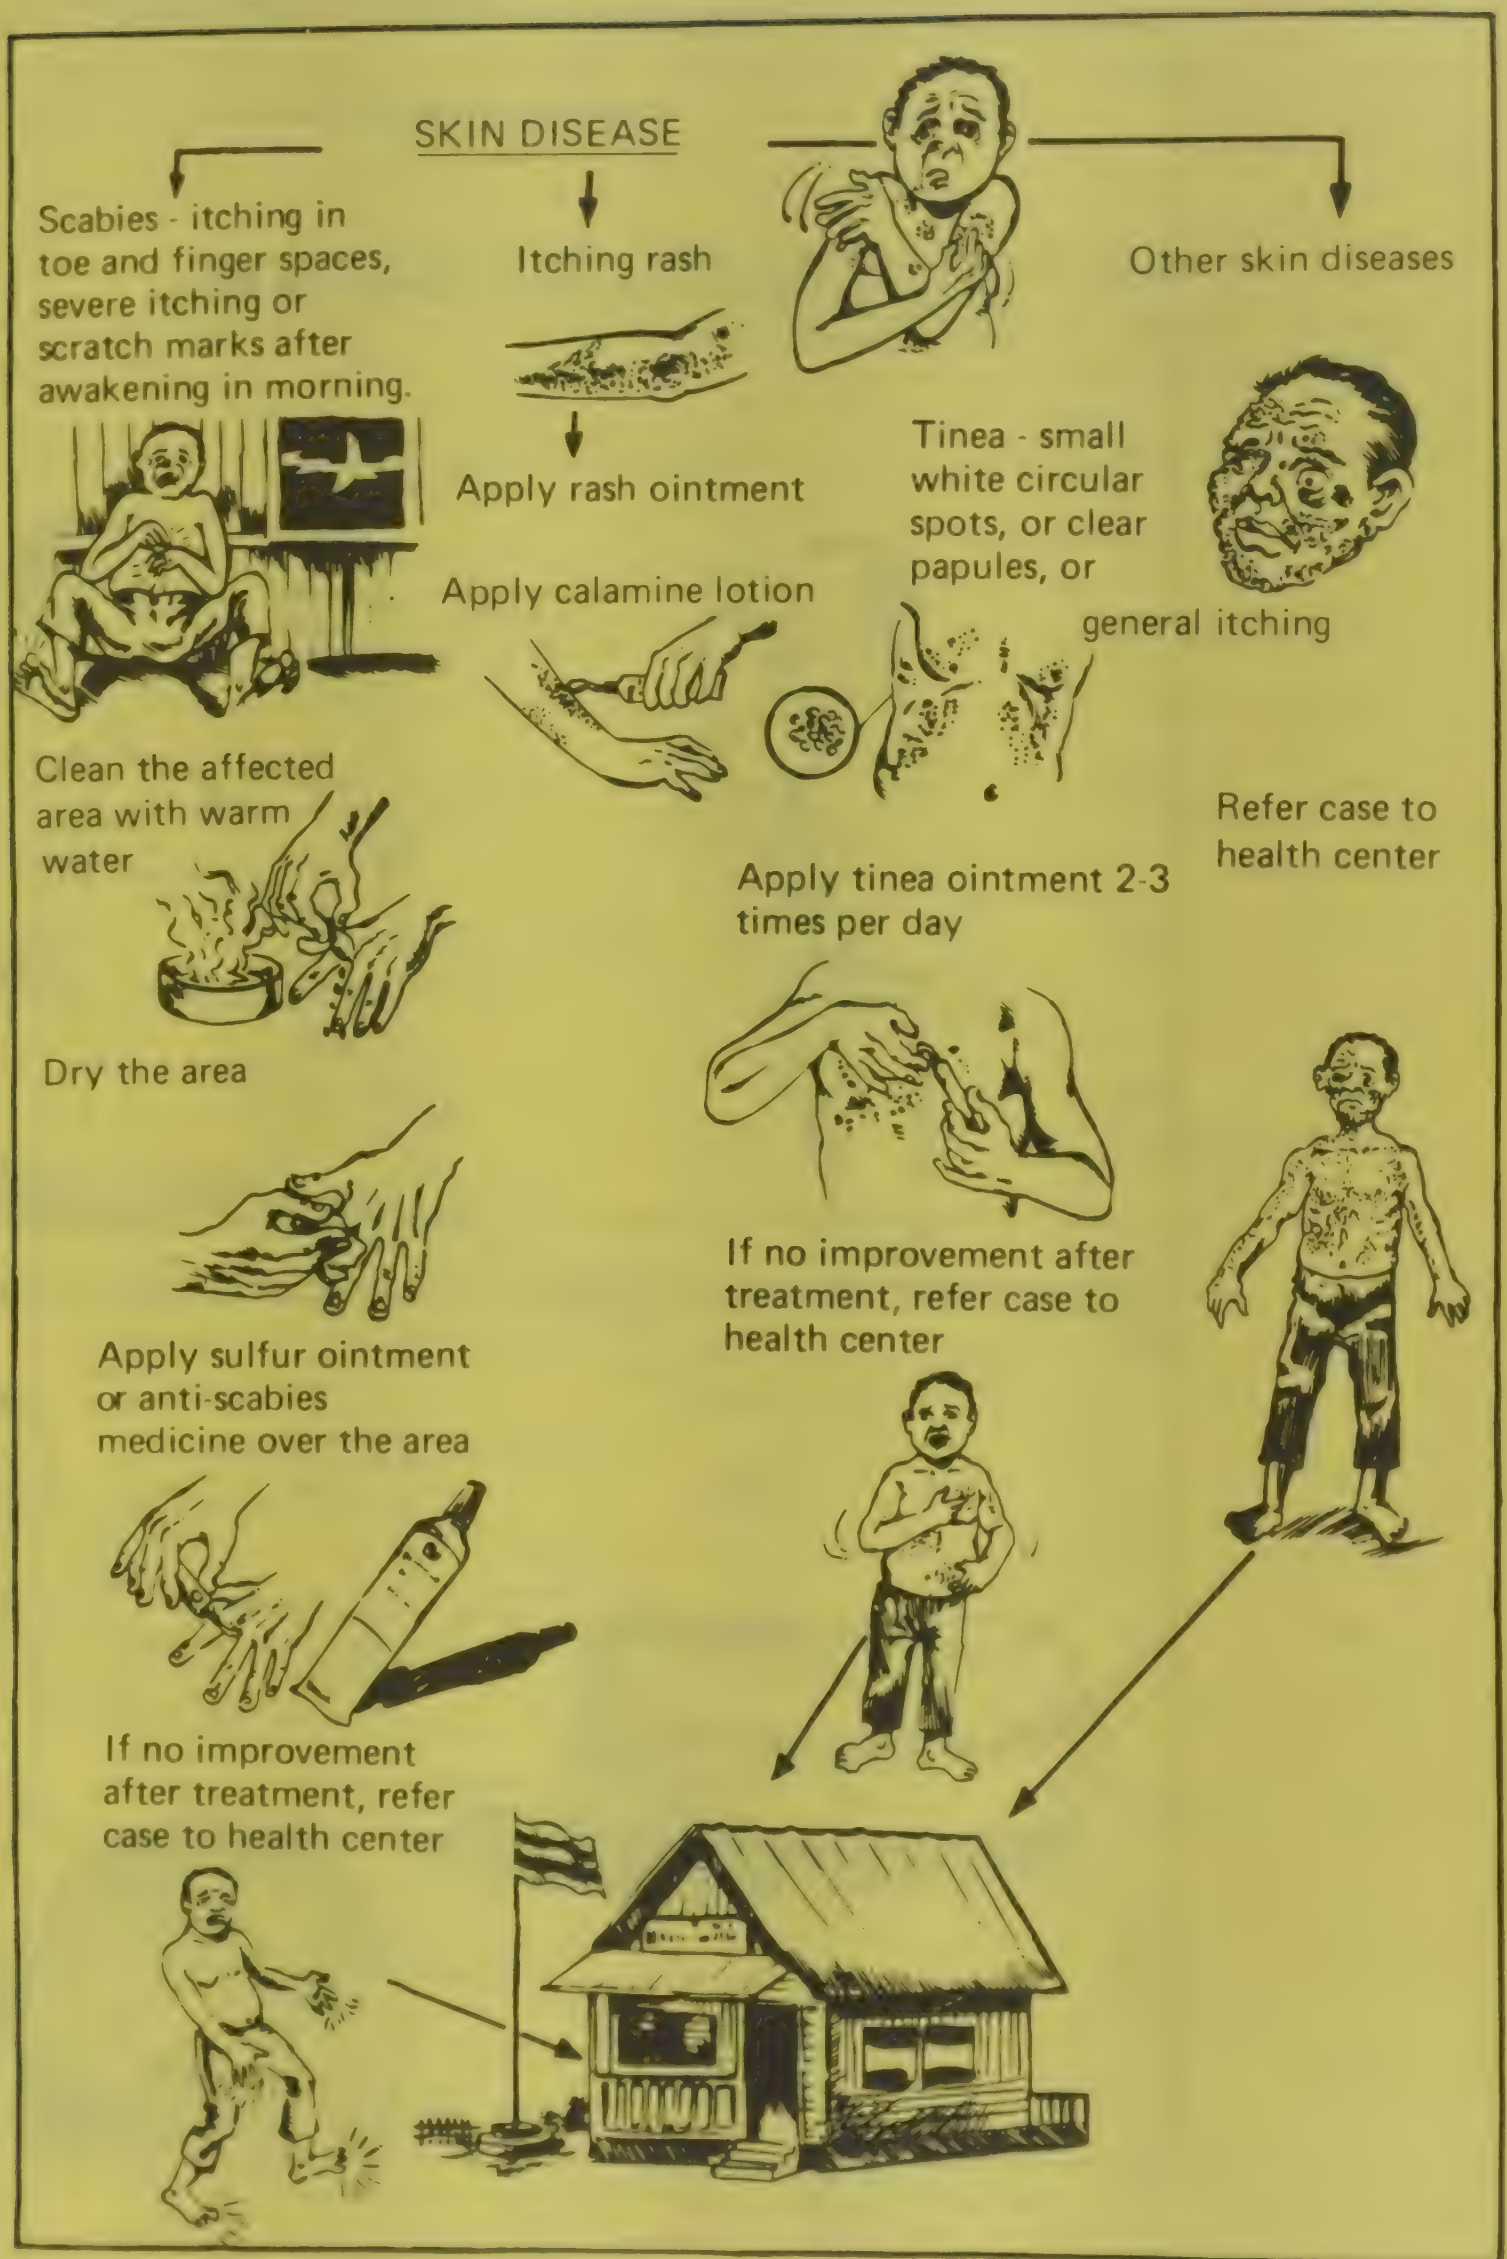 SKIN DISEASE
Scabies - itching in
toe and finger spaces,
severe itching or
scratch marks after
awakening in morning.
Clean the affected
area with warm
water
Dry the area
Apply sulfur ointment
or anti-scabies
medicine over the area
If no improvement
after treatment, refer
case to health center
Itching rash
Apply rash ointment
Apply calamine lotion
Tinea - small
white circular
spots, or clear
papules, or
general itching
Apply tinea ointment 2-3
times per day
If no improvement after
treatment, refer case to
health center
Other skin diseases
Refer case to
health center